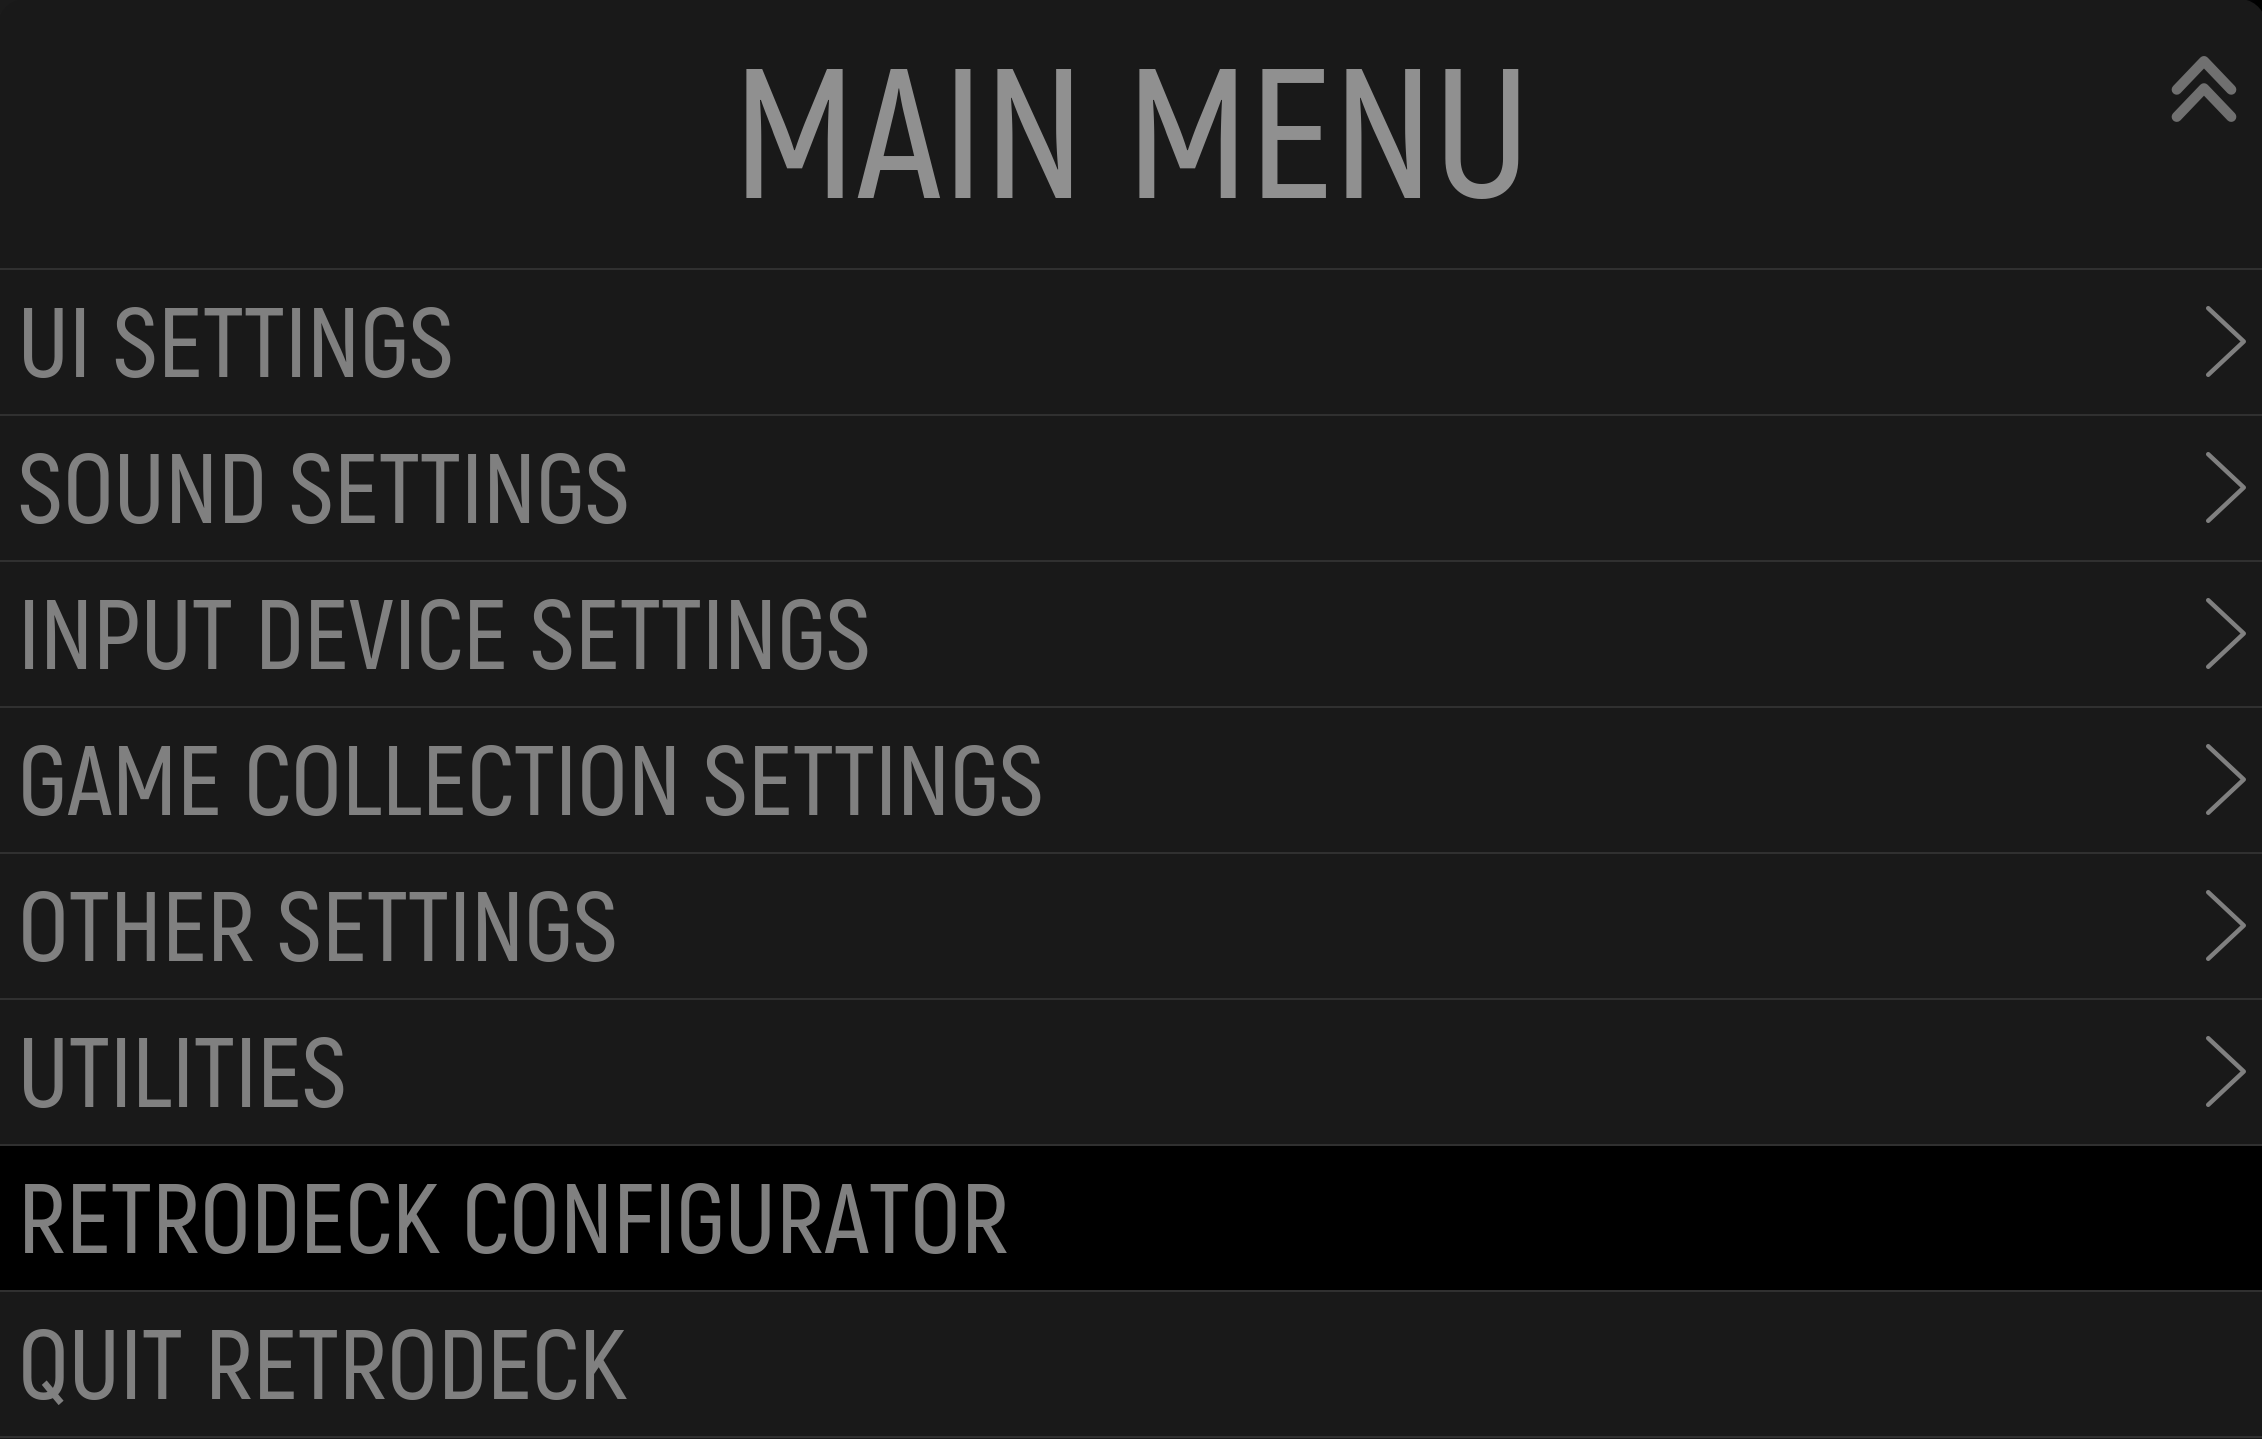 MAIN MENU
UI SETTINGS
SOUND SETTINGS
INPUT DEVICE SETTINGS
GAME COLLECTION SETTINGS
OTHER SETTINGS
UTILITIES
RETRODECK CONFIGURATOR
QUIT RETRODECK